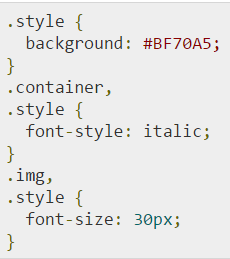 .style {
  background: #BF70A5;
}
.container,
.style {
  font-style: italic;
}
.img,
.style {
  font-size: 30px;
}